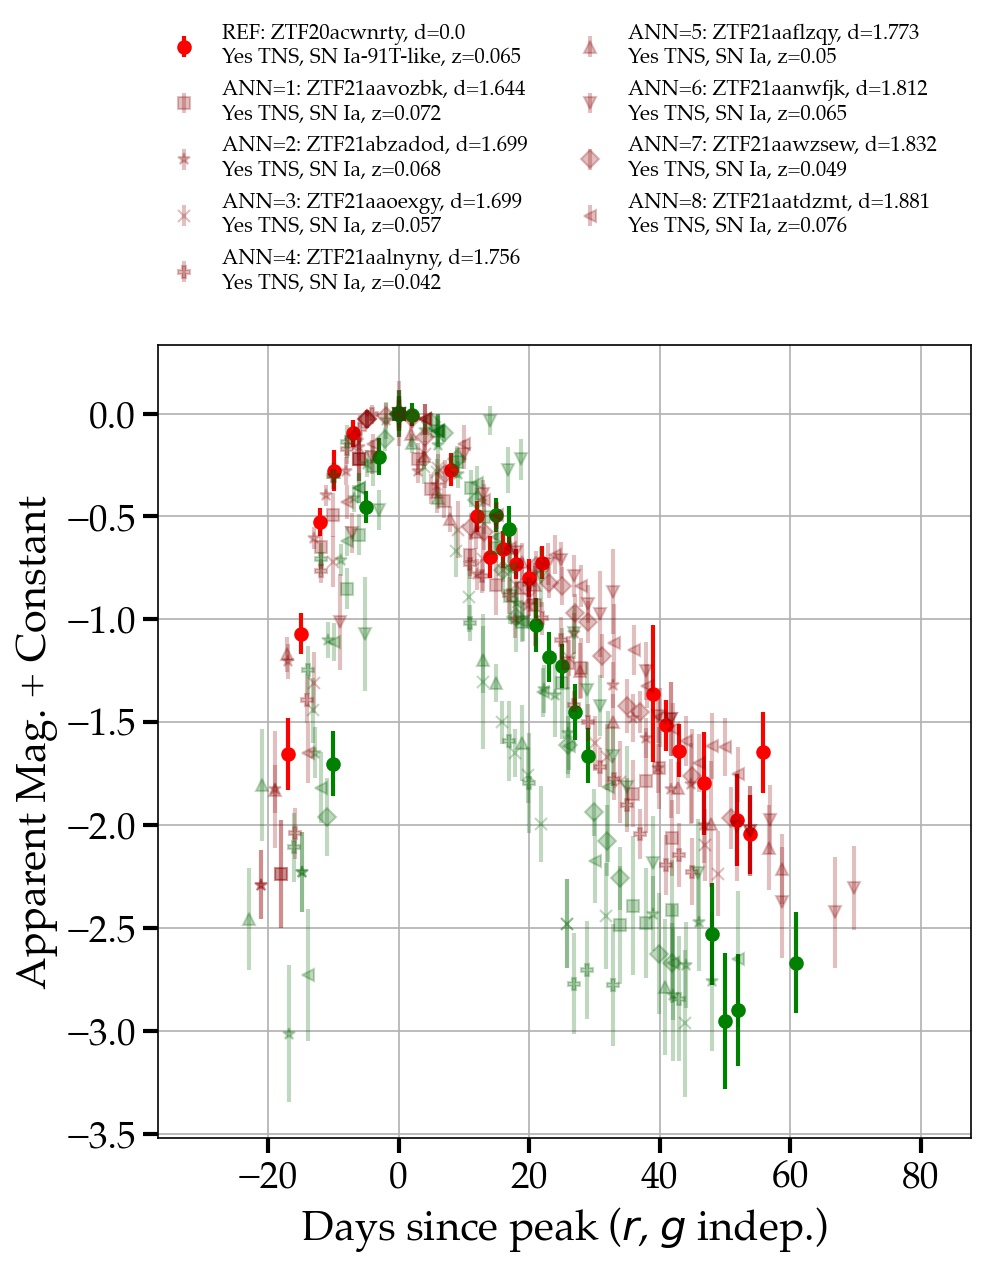 REF: ZTF20acwnrty, d=0.0
Yes TNS, SN Ia-91T-like, z=0.065
ANN=1: ZTF21aavozbk, d=1.644
Yes TNS, SN Ia, z=0.072
ANN=2: ZTF21abzadod, d=1.699
Yes TNS, SN Ia, z=0.068
ANN=3: ZTF21aaoexgy, d=1.699
Yes TNS, SN Ia, z=0.057
ANN=4: ZTF21aalnyny, d=1.756
Yes TNS, SN Ia, z=0.042
ANN=5: ZTF21aaflzqy, d=1.773
Yes TNS, SN Ia, z=0.05
ANN=6: ZTF21aanwfjk, d=1.812
Yes TNS, SN Ia, z=0.065
ANN=7: ZTF21aawzsew, d=1.832
Yes TNS, SN Ia, z=0.049
ANN=8: ZTF21aatdzmt, d=1.881
Yes TNS, SN Ia, z=0.076
Apparent Mag. + Constant
0.0
−0.5
−1.0
−1.5
−2.0
−2.5
−3.0
−3.5
−20
0
20
40
60
80
Days since peak (r, g indep.)